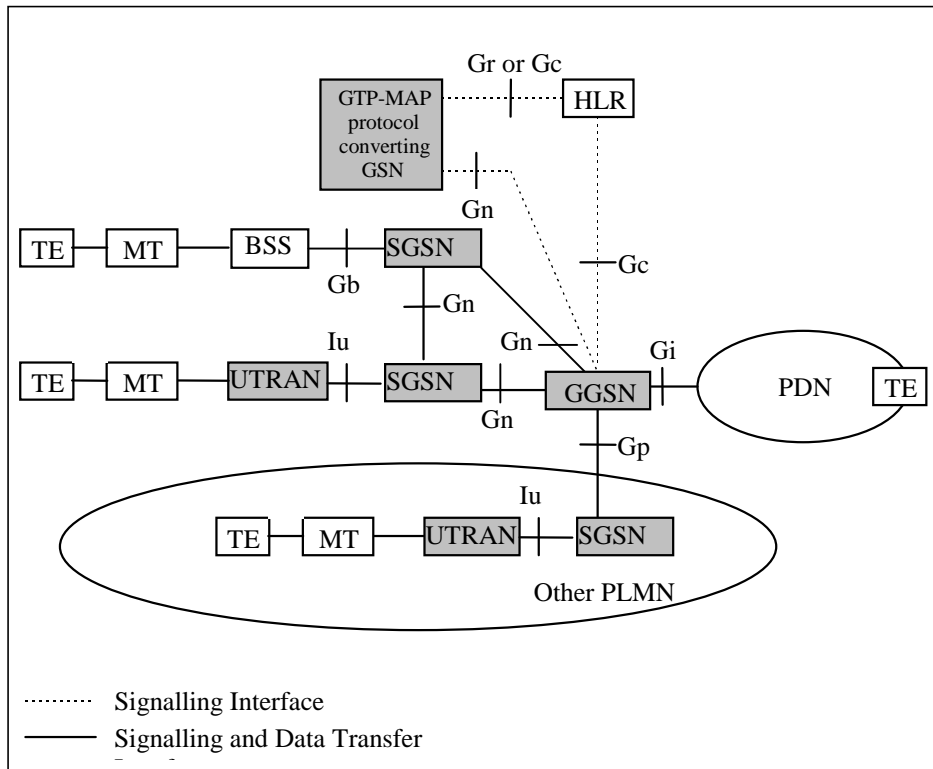 Gr or Gc
GTP-MAP
protocol
converting
GSN
HLR
Gn
TE
MT
BSS
SGSN
Gb
Gn
Gc
Gn
TE
MT
UTRAN
Iu
SGSN
Gn
GGSN
Gi
PDN
TE
Gp
TE
MT
UTRAN
Iu
SGSN
Other PLMN
Signalling Interface
Signalling and Data Transfer